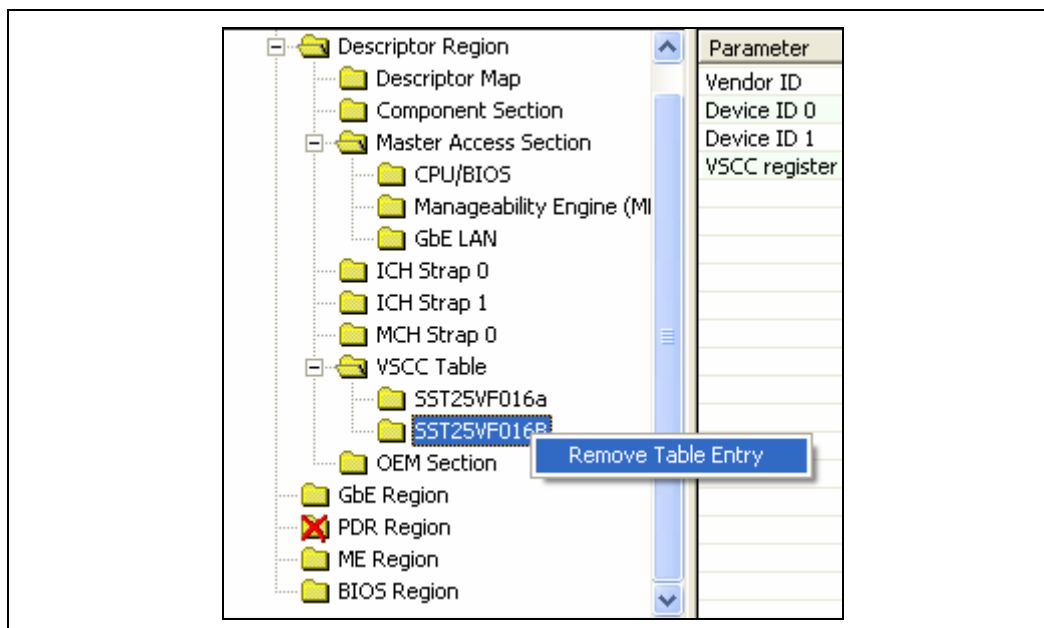 Descriptor Region
Descriptor Map
Component Section
Master Access Section
CPU/BIOS
Manageability Engine (ME
GbE LAN
ICH Strap 0
ICH Strap 1
MCH Strap 0
VSCC Table
SST25VF016a
SST25VF016B
Remove Table Entry
OEM Section
GbE Region
PDR Region
ME Region
BIOS Region
Parameter
Vendor ID
Device ID 0
Device ID 1
VSCC register